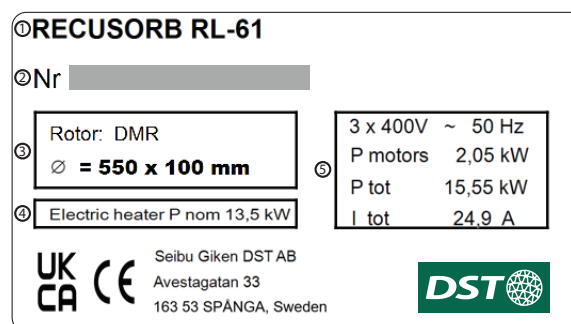 ①RECUSORB RL-61
②Nr
③
Rotor: DMR
∅ = 550 x 100 mm
④
Electric heater P nom 13,5 kW
⑤
3 x 400V ~ 50 Hz
P motors 2,05 kW
P tot 15,55 kW
I tot 24,9 A
UK
CA
CE
Seibu Giken DST AB
Avestagatan 33
163 53 SPÅNGA, Sweden
DST